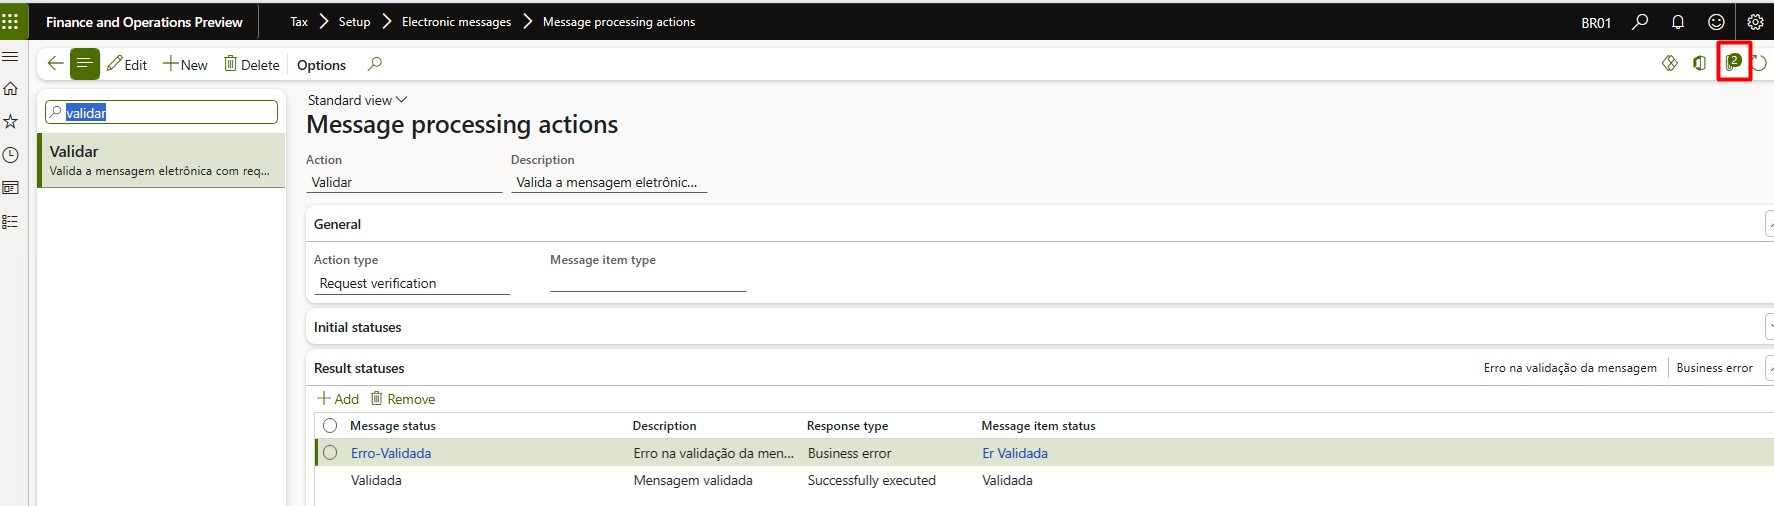 Finance and Operations Preview
Tax > Setup > Electronic messages > Message processing actions
BR01
Edit
New
Delete
Options
2
validar
Validar
Valida a mensagem eletrônica com req...
Standard view
Message processing actions
Action
Description
Validar
Valida a mensagem eletrônic...
General
Action type
Message item type
Request verification
Initial statuses
Result statuses
Erro na validação da mensagem
Business error
Add
Remove
Message status
Description
Response type
Message item status
Erro-Validada
Erro na validação da men...
Business error
Er Validada
Validada
Mensagem validada
Successfully executed
Validada